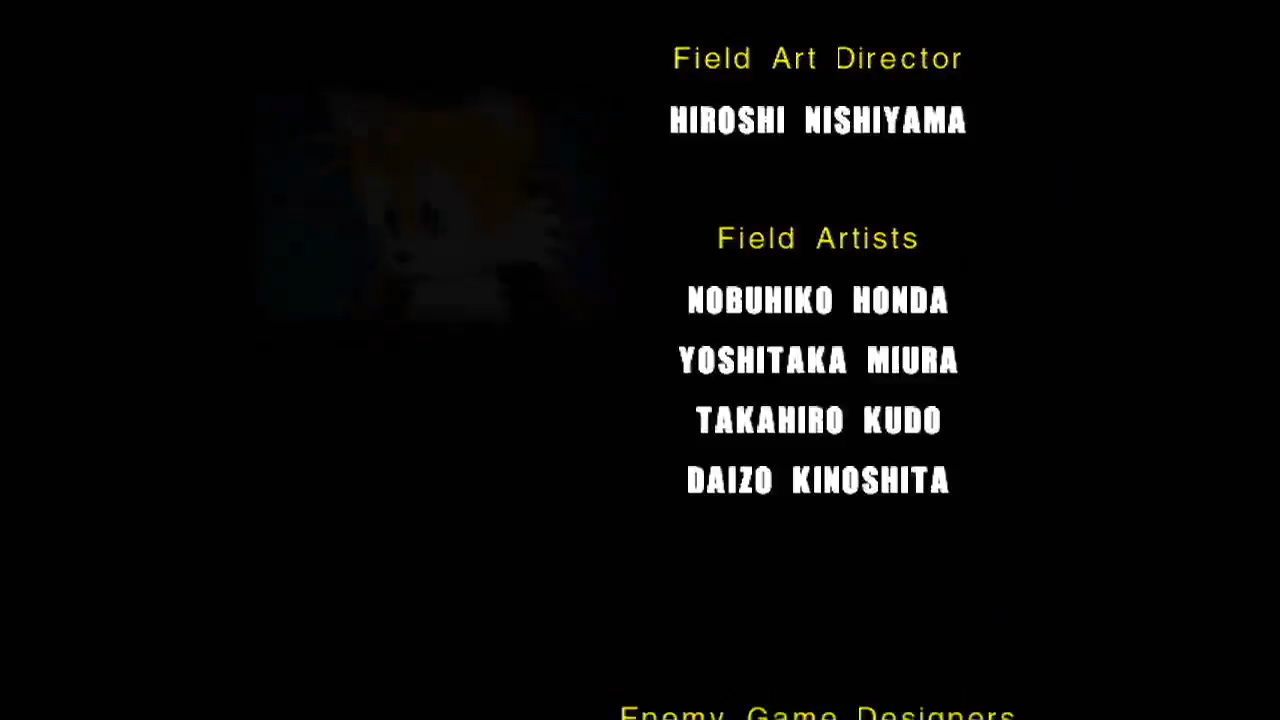 Field Art Director
HIROSHI NISHIYAMA
Field Artists
NOBUHIKO HONDA
YOSHITAKA MIURA
TAKAHIRO KUDO
DAIZO KINOSHITA
Enemy Game Designers